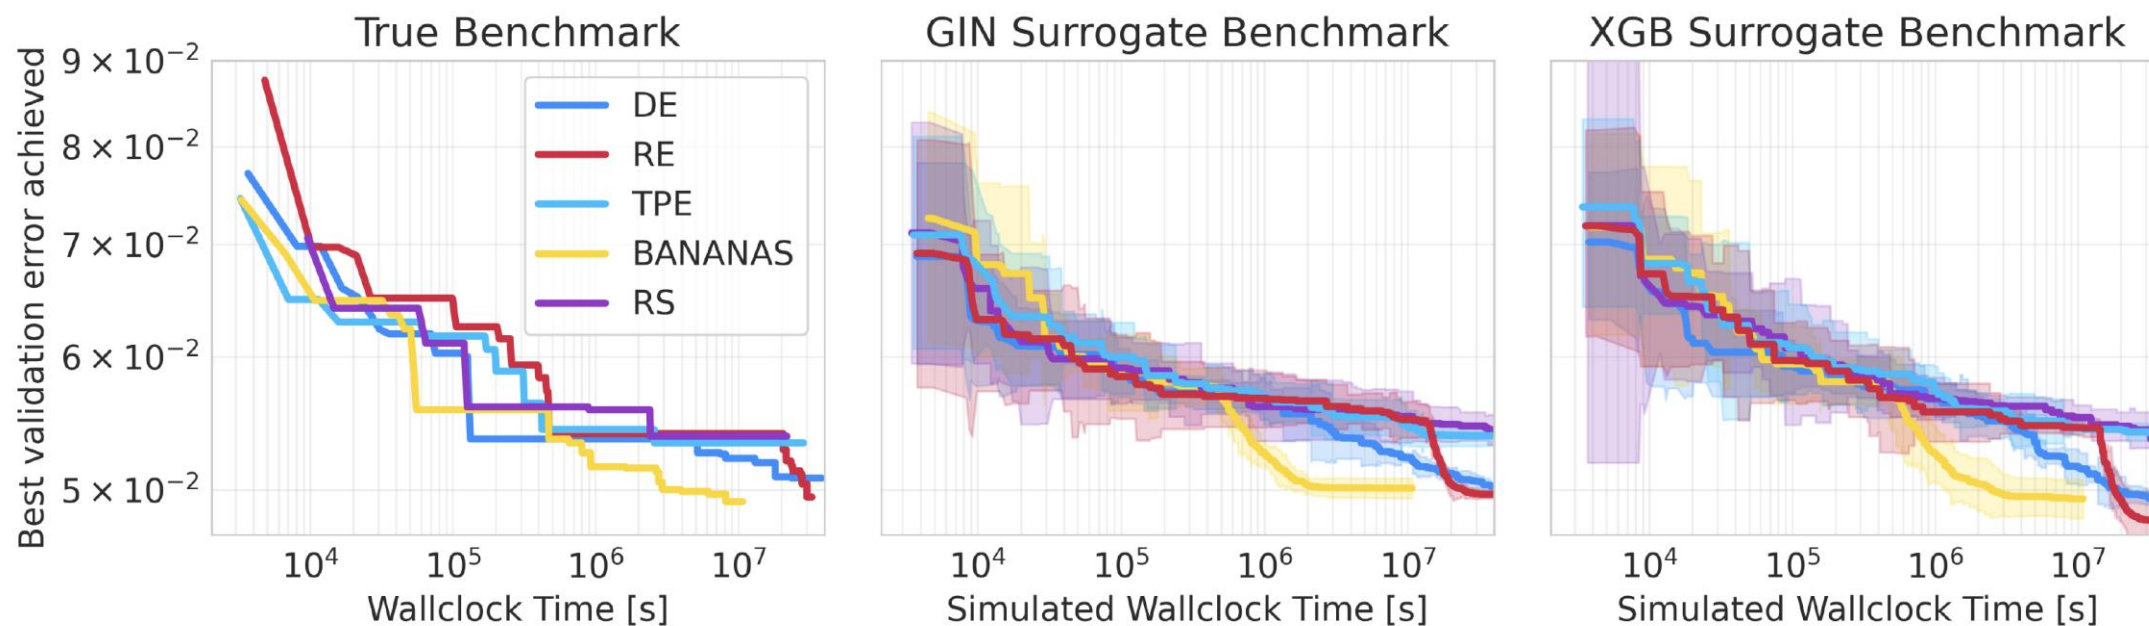 True Benchmark
GIN Surrogate Benchmark
XGB Surrogate Benchmark
Best validation error achieved
9 × 10⁻²
8 × 10⁻²
7 × 10⁻²
6 × 10⁻²
5 × 10⁻²
DE
RE
TPE
BANANAS
RS
10⁴ 10⁵ 10⁶ 10⁷
Wallclock Time [s]
10⁴ 10⁵ 10⁶ 10⁷
Simulated Wallclock Time [s]
10⁴ 10⁵ 10⁶ 10⁷
Simulated Wallclock Time [s]